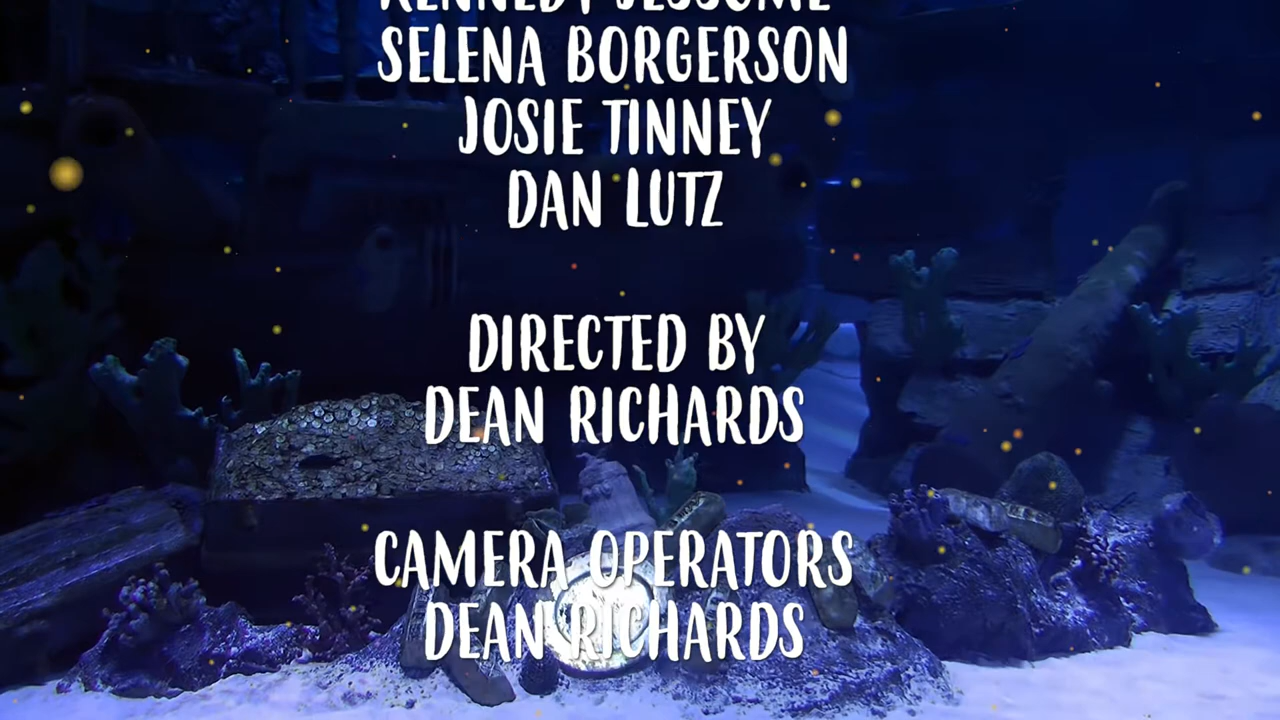 SELENA BORGERSON
JOSIE TINNEY
DAN LUTZ
DIRECTED BY
DEAN RICHARDS
CAMERA OPERATORS
DEAN RICHARDS